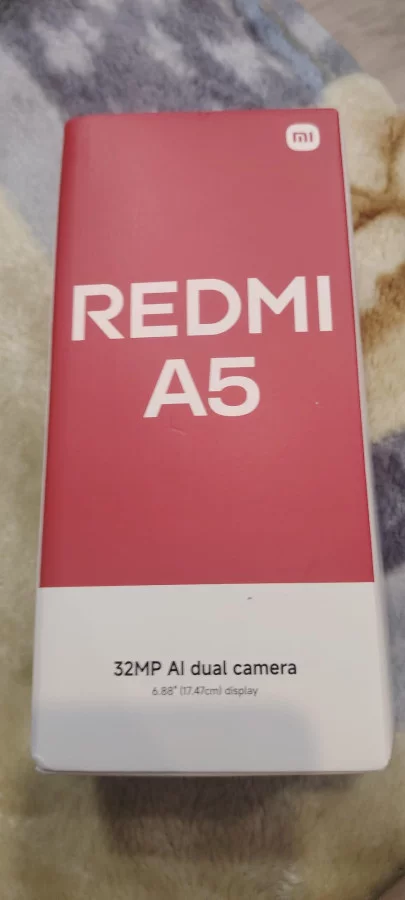 mi
REDMI
A5
32MP AI dual camera
6.88" (17.47cm) display